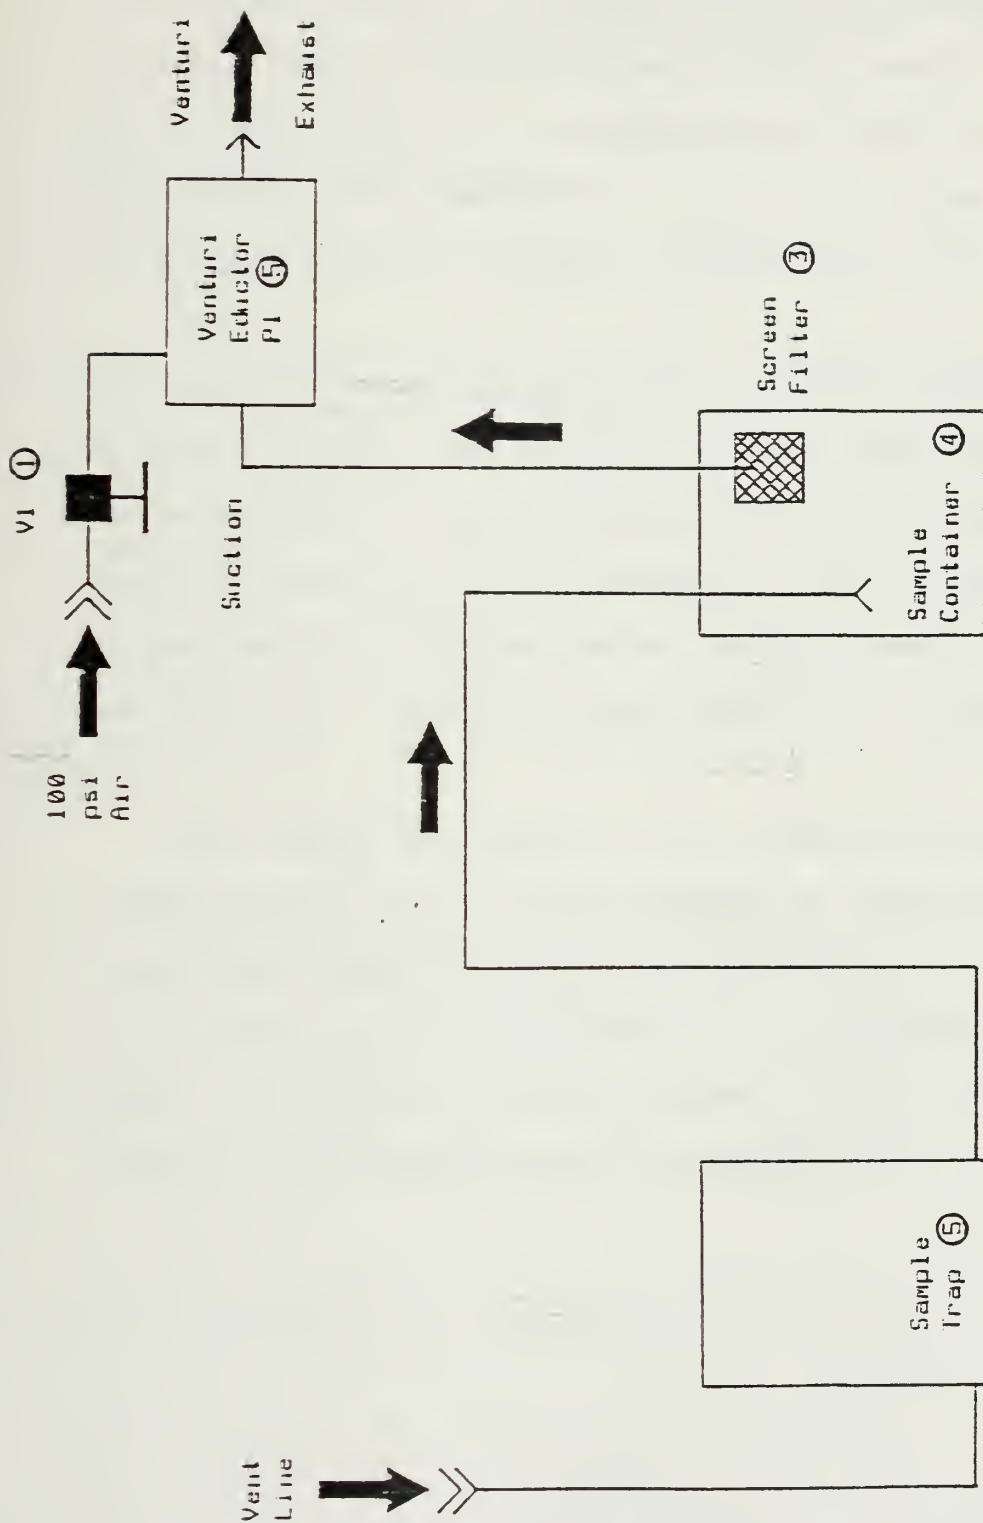 100
psi
Air
V1 ①
Venturi
Exhaust
Venturi
Eductor
P1 ⑤
Suction
Screen
Filter ③
Sample
Container ④
Vent
Line
Sample
Trap ⑤